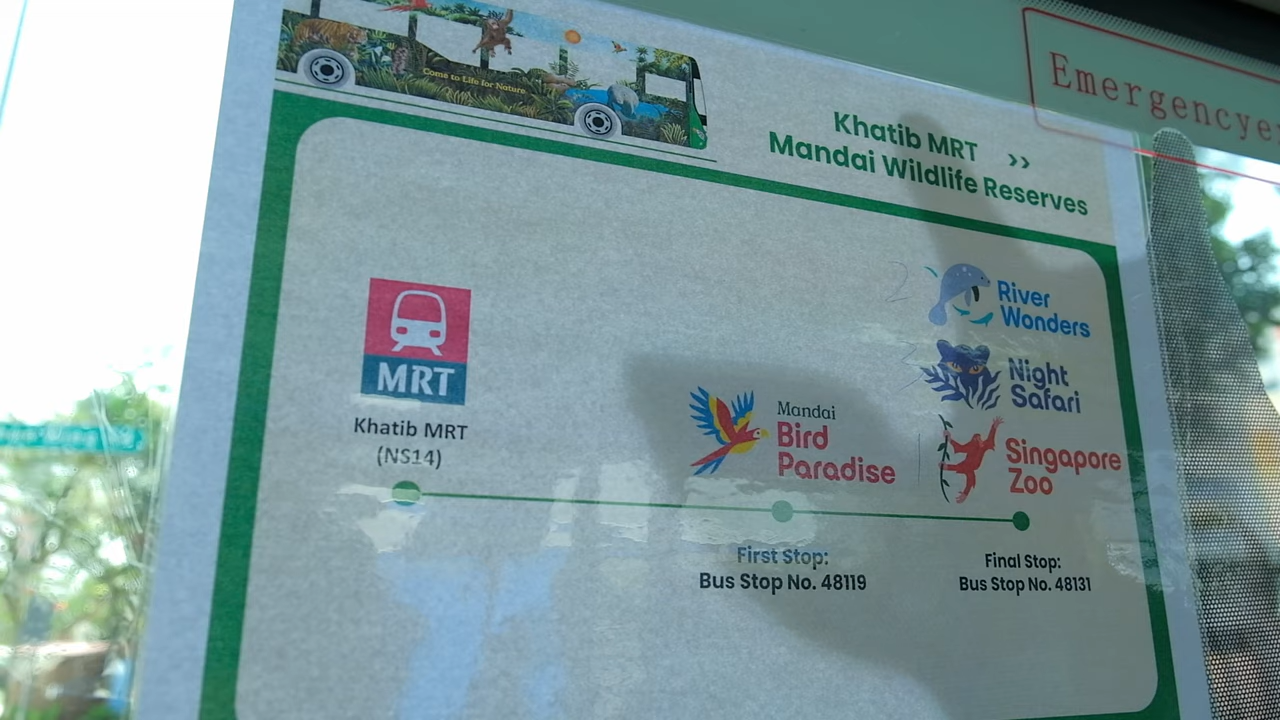 Come to Life for Nature
Emergencye
Khatib MRT >>
Mandai Wildlife Reserves
MRT
Khatib MRT
(NS14)
Mandai
Bird
Paradise
River
Wonders
Night
Safari
Singapore
Zoo
First Stop:
Bus Stop No. 48119
Final Stop:
Bus Stop No. 48131